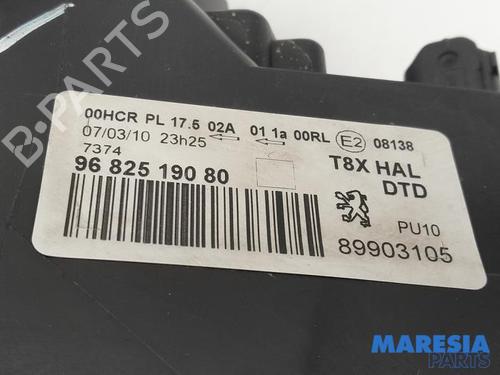 00HCR PL 17.5 02A 01 1a 00RL E2 08138
07/03/10 23h25
7374
96 825 190 80
T8X HAL
DTD
PU10
89903105
B-PARTS
MARESIA
PARTS